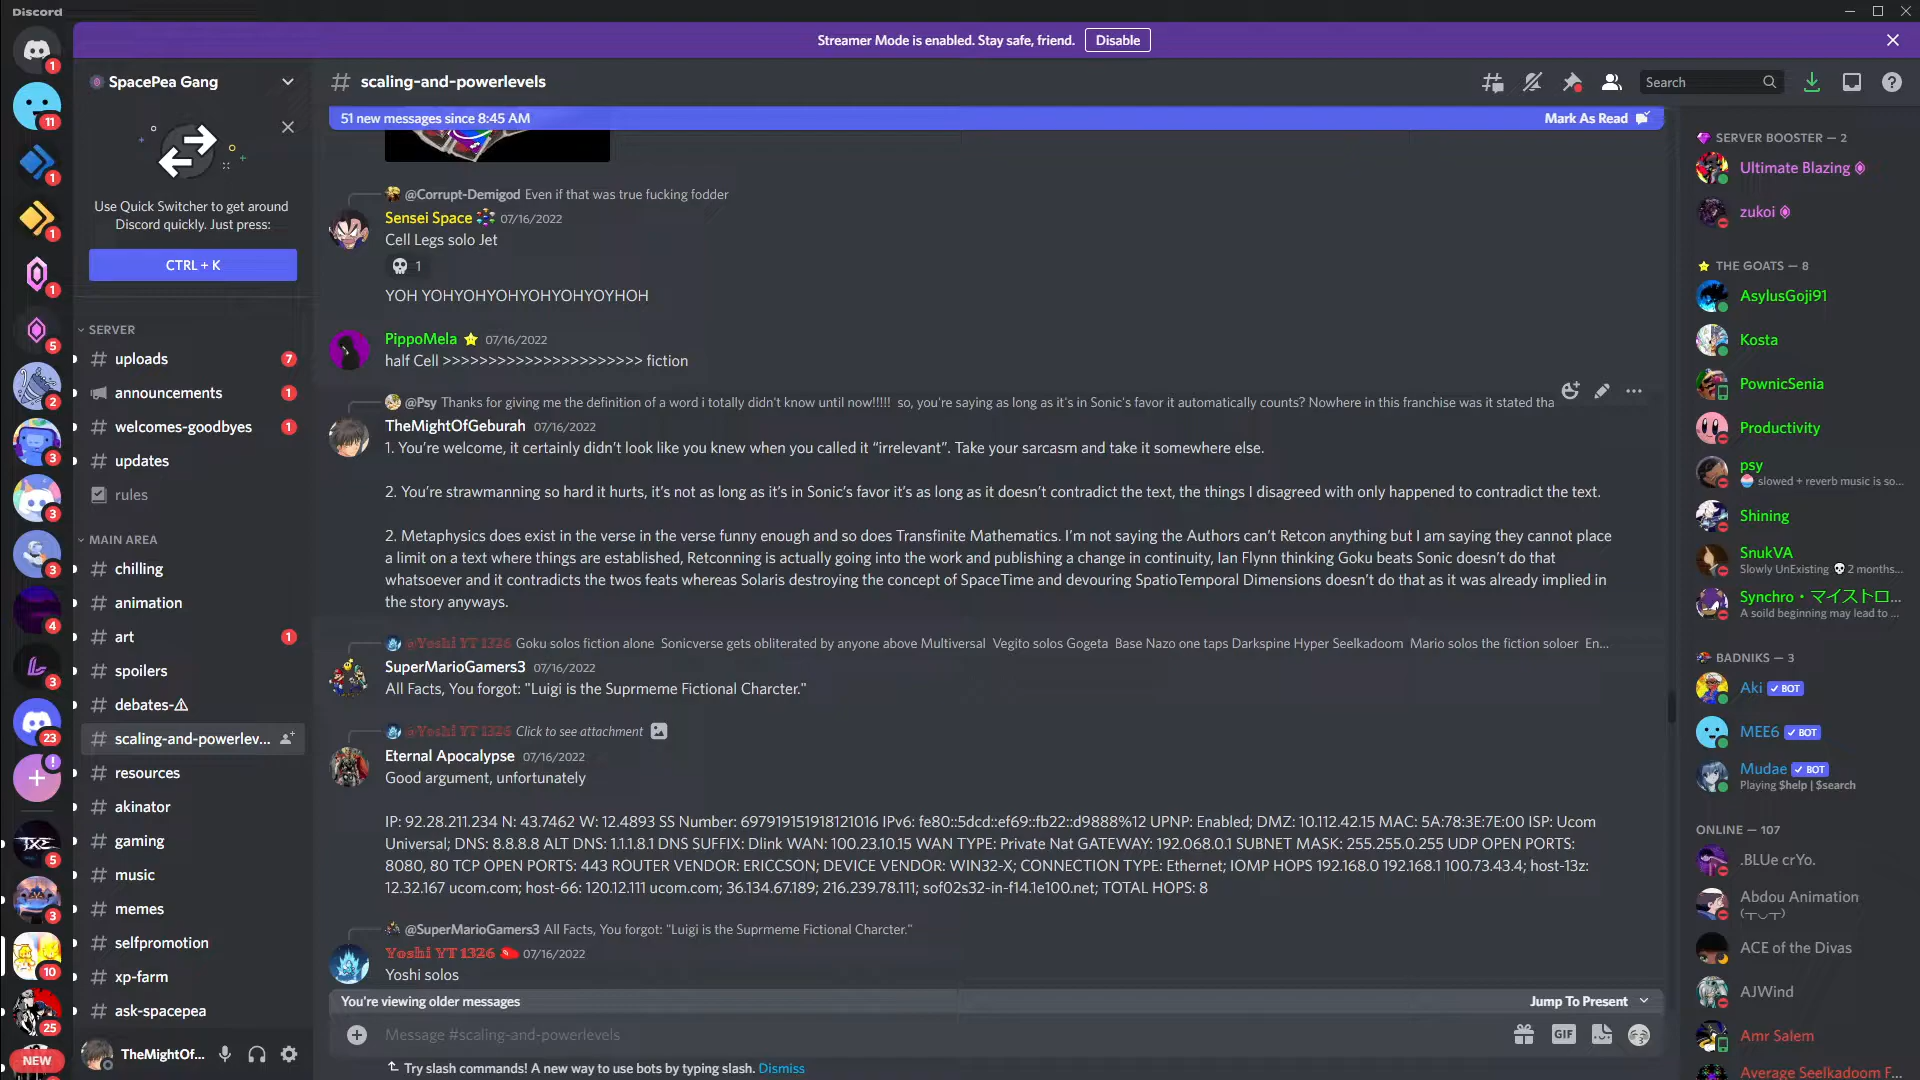 Discord
Streamer Mode is enabled. Stay safe, friend. Disable
SpacePea Gang
Use Quick Switcher to get around
Discord quickly. Just press:
CTRL + K
SERVER
uploads 7
announcements 1
welcomes-goodbyes 1
updates
rules
MAIN AREA
chilling
animation
art 1
spoilers
debates-⚠
scaling-and-powerlev...
resources
akinator
gaming
music
memes
selfpromotion
xp-farm
ask-spacepea
TheMightOf...
1
11
1
1
1
5
2
3
3
3
4
3
23
!
5
3
10
25
NEW
scaling-and-powerlevels
Search
51 new messages since 8:45 AM Mark As Read
@Corrupt-Demigod Even if that was true fucking fodder
Sensei Space 07/16/2022
Cell Legs solo Jet
1
YOH YOHYOHYOHYOHYOHYOYHOH
PippoMela 07/16/2022
half Cell >>>>>>>>>>>>>>>>>>>>>> fiction
@Psy Thanks for giving me the definition of a word i totally didn't know until now!!!!! so, you're saying as long as it's in Sonic's favor it automatically counts? Nowhere in this franchise was it stated tha
TheMightOfGeburah 07/16/2022
1. You're welcome, it certainly didn't look like you knew when you called it “irrelevant”. Take your sarcasm and take it somewhere else.
2. You're strawmanning so hard it hurts, it's not as long as it's in Sonic's favor it's as long as it doesn't contradict the text, the things I disagreed with only happened to contradict the text.
2. Metaphysics does exist in the verse in the verse funny enough and so does Transfinite Mathematics. I'm not saying the Authors can't Retcon anything but I am saying they cannot place
a limit on a text where things are established, Retconning is actually going into the work and publishing a change in continuity, Ian Flynn thinking Goku beats Sonic doesn't do that
whatsoever and it contradicts the twos feats whereas Solaris destroying the concept of SpaceTime and devouring SpatioTemporal Dimensions doesn't do that as it was already implied in
the story anyways.
@Yoshi YT 1326 Goku solos fiction alone Sonicverse gets obliterated by anyone above Multiversal Vegito solos Gogeta Base Nazo one taps Darkspine Hyper Seelkadoom Mario solos the fiction soloer En...
SuperMarioGamers3 07/16/2022
All Facts, You forgot: "Luigi is the Suprmeme Fictional Charcter."
@Yoshi YT 1326 Click to see attachment
Eternal Apocalypse 07/16/2022
Good argument, unfortunately
IP: 92.28.211.234 N: 43.7462 W: 12.4893 SS Number: 697919151918121016 IPv6: fe80::5dcd::ef69::fb22::d9888%12 UPNP: Enabled; DMZ: 10.112.42.15 MAC: 5A:78:3E:7E:00 ISP: Ucom
Universal; DNS: 8.8.8.8 ALT DNS: 1.1.1.8.1 DNS SUFFIX: Dlink WAN: 100.23.10.15 WAN TYPE: Private Nat GATEWAY: 192.068.0.1 SUBNET MASK: 255.255.0.255 UDP OPEN PORTS:
8080, 80 TCP OPEN PORTS: 443 ROUTER VENDOR: ERICCSON; DEVICE VENDOR: WIN32-X; CONNECTION TYPE: Ethernet; IOMP HOPS 192.168.0 192.168.1 100.73.43.4; host-13z:
12.32.167 ucom.com; host-66: 120.12.111 ucom.com; 36.134.67.189; 216.239.78.111; sof02s32-in-f14.1e100.net; TOTAL HOPS: 8
@SuperMarioGamers3 All Facts, You forgot: "Luigi is the Suprmeme Fictional Charcter."
Yoshi YT 1326 07/16/2022
Yoshi solos
You're viewing older messages Jump To Present
Message #scaling-and-powerlevels GIF
Try slash commands! A new way to use bots by typing slash. Dismiss
SERVER BOOSTER — 2
Ultimate Blazing
zukoi
THE GOATS — 8
AsylusGoji91
Kosta
PownicSenia
Productivity
psy
slowed + reverb music is so...
Shining
SnukVA
Slowly UnExisting 2 months...
Synchro・マイストロ...
A soild beginning may lead to ...
BADNIKS — 3
Aki BOT
MEE6 BOT
Mudae BOT
Playing $help | $search
ONLINE — 107
.BLUe crYo.
Abdou Animation
(┬◡┬)
ACE of the Divas
AJWind
Amr Salem
Average Seelkadoom F...